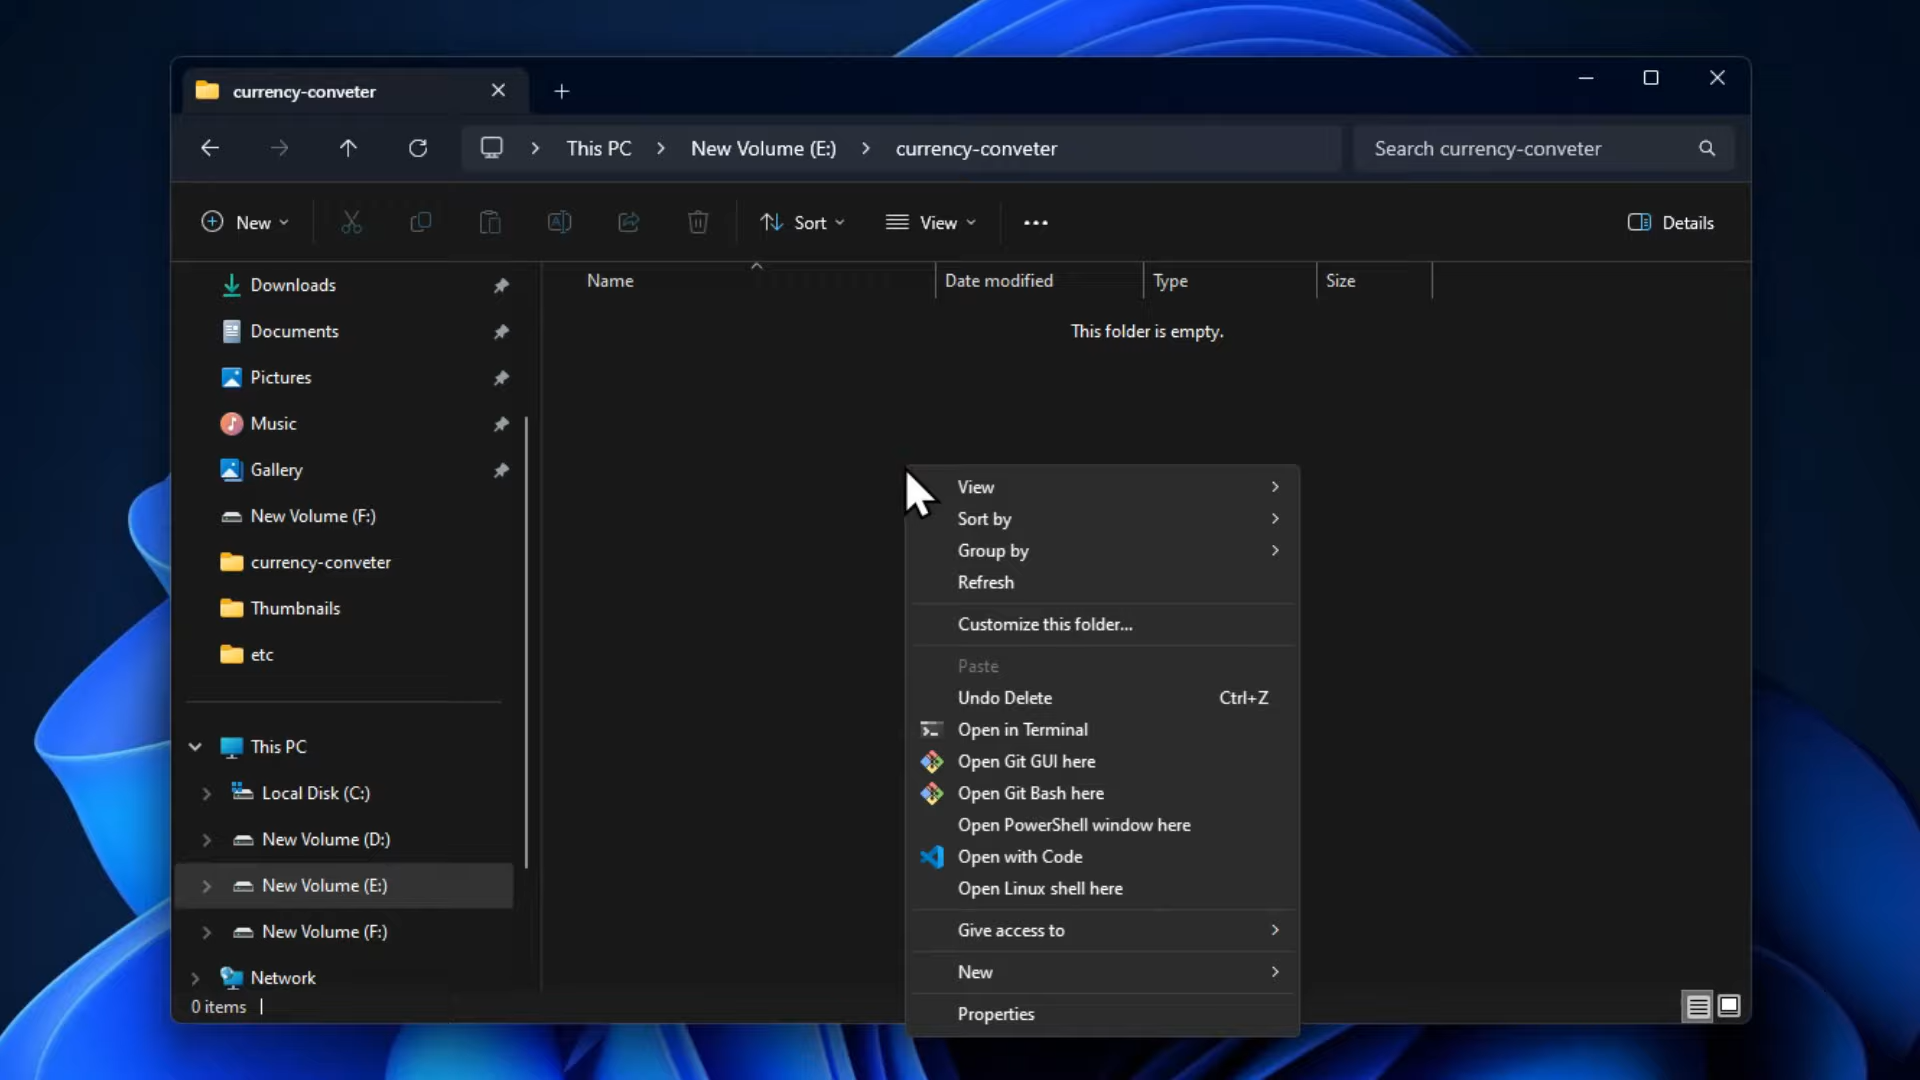 currency-conveter
This PC > New Volume (E:) > currency-conveter
Search currency-conveter
New
Sort
View
Details
Downloads
Documents
Pictures
Music
Gallery
New Volume (F:)
currency-conveter
Thumbnails
etc
This PC
Local Disk (C:)
New Volume (D:)
New Volume (E:)
New Volume (F:)
Network
0 items
Name
Date modified
Type
Size
This folder is empty.
View
Sort by
Group by
Refresh
Customize this folder...
Paste
Undo Delete Ctrl+Z
Open in Terminal
Open Git GUI here
Open Git Bash here
Open PowerShell window here
Open with Code
Open Linux shell here
Give access to
New
Properties